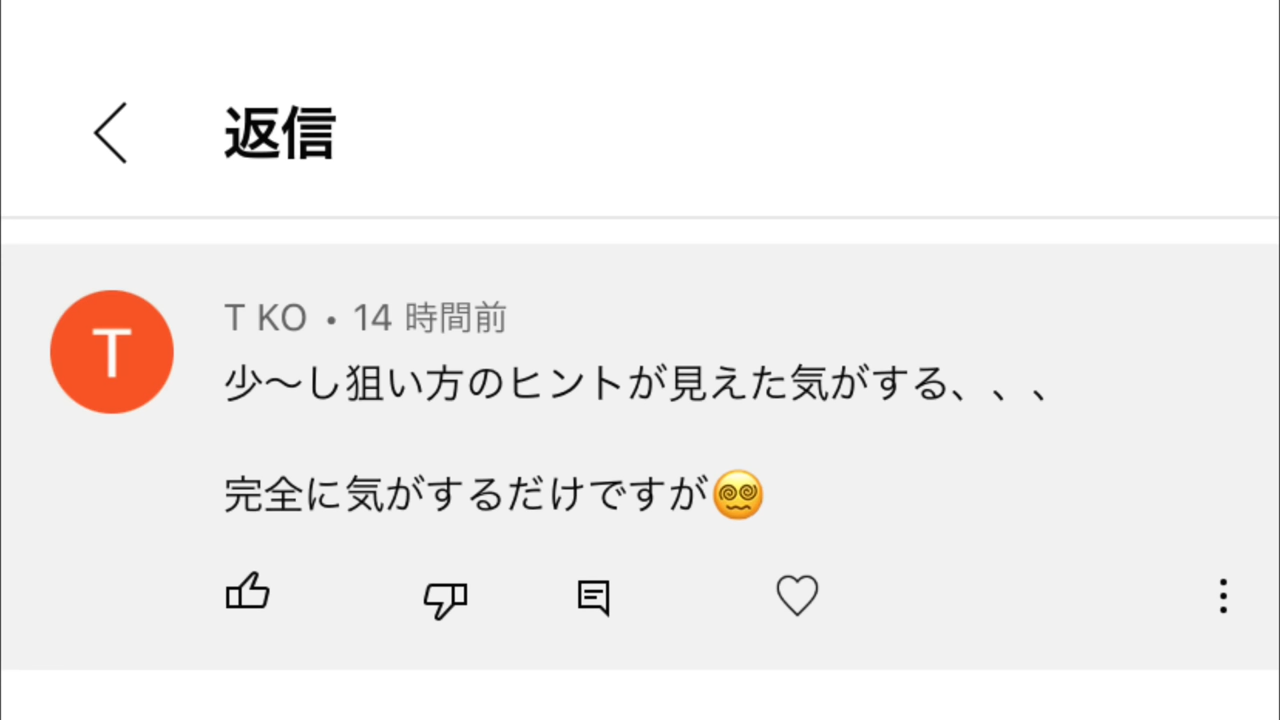 返信
T
T KO • 14 時間前
少〜し狙い方のヒントが見えた気がする、、、
完全に気がするだけですが😵‍💫